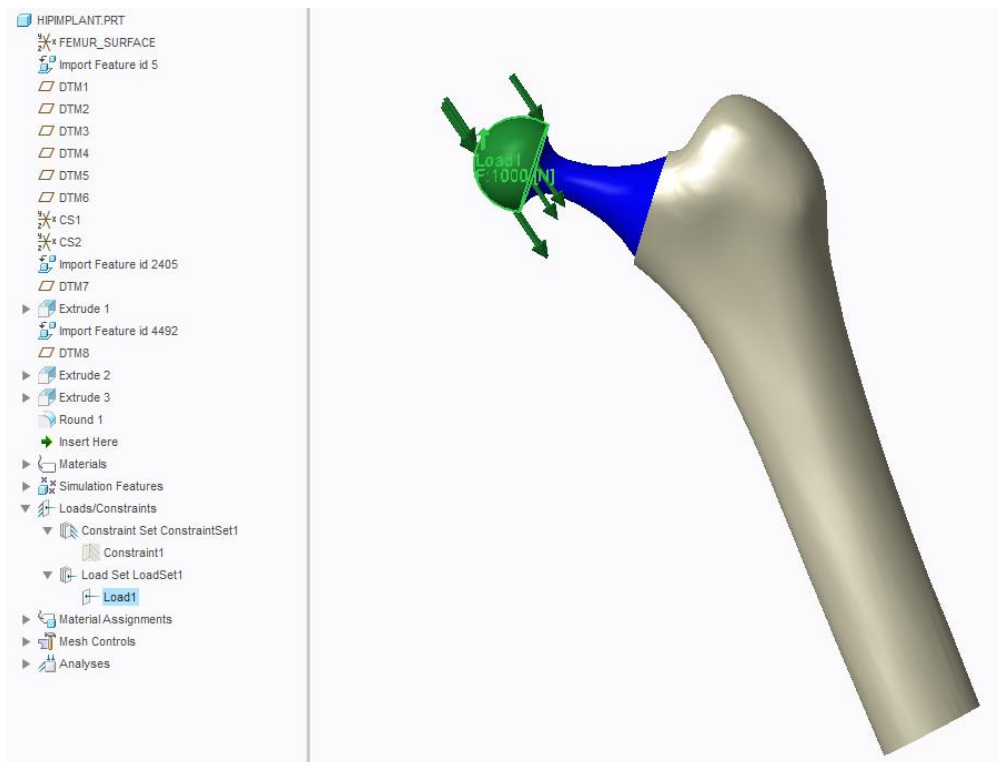 HIPIMPLANT.PRT
FEMUR_SURFACE
Import Feature id 5
DTM1
DTM2
DTM3
DTM4
DTM5
DTM6
CS1
CS2
Import Feature id 2405
DTM7
Extrude 1
Import Feature id 4492
DTM8
Extrude 2
Extrude 3
Round 1
Insert Here
Materials
Simulation Features
Loads/Constraints
Constraint Set ConstraintSet1
Constraint1
Load Set LoadSet1
Load1
Material Assignments
Mesh Controls
Analyses
Load1
F:1000 [N]